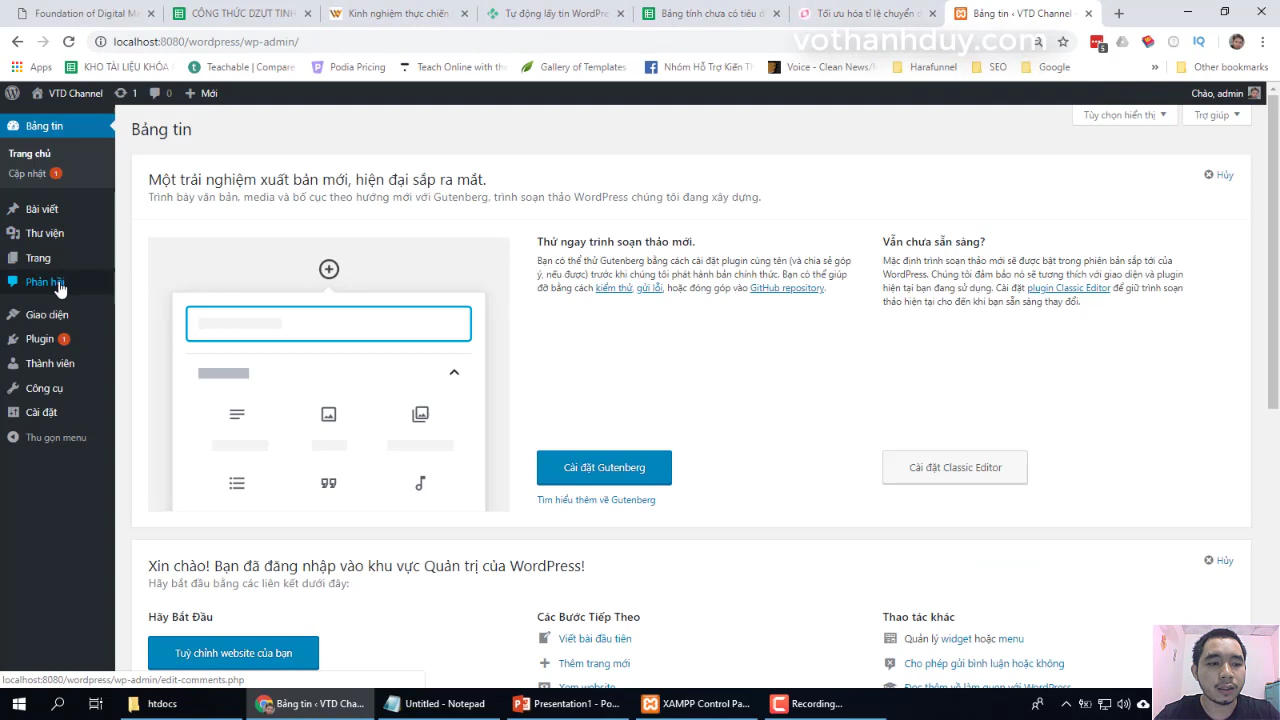 Foundation of Digital Ma
CÔNG THỨC DZUT TINH
Kinh nghiệm thực chiến
Tự động lấy tin WordPre
Bảng tính chưa có tiêu đ
Tối ưu hóa tỉ lệ chuyển đ
Bảng tin ‹ VTD Channel –
localhost:8080/wordpress/wp-admin/
vothanhduy.com
5
Apps
KHO TÀI LIỆU KHÓA
Teachable | Compare
Podia Pricing
Teach Online with the
Gallery of Templates
Nhóm Hỗ Trợ Kiến Th
Voice - Clean News/
Harafunnel
SEO
Google
»
Other bookmarks
VTD Channel
1
0
Mới
Chào, admin
Bảng tin
Bảng tin
Tùy chọn hiển thị
Trợ giúp
Trang chủ
Cập nhật 1
Bài viết
Thư viện
Trang
Phản hồi
Giao diện
Plugin 1
Thành viên
Công cụ
Cài đặt
Thu gọn menu
Một trải nghiệm xuất bản mới, hiện đại sắp ra mắt.
Hủy
Trình bày văn bản, media và bố cục theo hướng mới với Gutenberg, trình soạn thảo WordPress chúng tôi đang xây dựng.
Thử ngay trình soạn thảo mới.
Bạn có thể thử Gutenberg bằng cách cài đặt plugin cùng tên (và chia sẻ góp
ý, nếu được) trước khi chúng tôi phát hành bản chính thức. Bạn có thể giúp
đỡ bằng cách kiểm thử, gửi lỗi, hoặc đóng góp vào GitHub repository.
Cài đặt Gutenberg
Tìm hiểu thêm về Gutenberg
Vẫn chưa sẵn sàng?
Mặc định trình soạn thảo mới sẽ được bật trong phiên bản sắp tới của
WordPress. Chúng tôi đảm bảo nó sẽ tương thích với giao diện và plugin
hiện tại bạn đang sử dụng. Cài đặt plugin Classic Editor để giữ trình soạn
thảo hiện tại cho đến khi bạn sẵn sàng thay đổi.
Cài đặt Classic Editor
Xin chào! Bạn đã đăng nhập vào khu vực Quản trị của WordPress!
Hủy
Hãy bắt đầu bằng các liên kết dưới đây:
Hãy Bắt Đầu
Tuỳ chỉnh website của bạn
Các Bước Tiếp Theo
Viết bài đầu tiên
Thêm trang mới
Xem website
Thao tác khác
Quản lý widget hoặc menu
Cho phép gửi bình luận hoặc không
Đọc thêm về làm quen với WordPress
localhost:8080/wordpress/wp-admin/edit-comments.php
htdocs
Bảng tin ‹ VTD Cha...
Untitled - Notepad
Presentation1 - Po...
XAMPP Control Pa...
Recording...